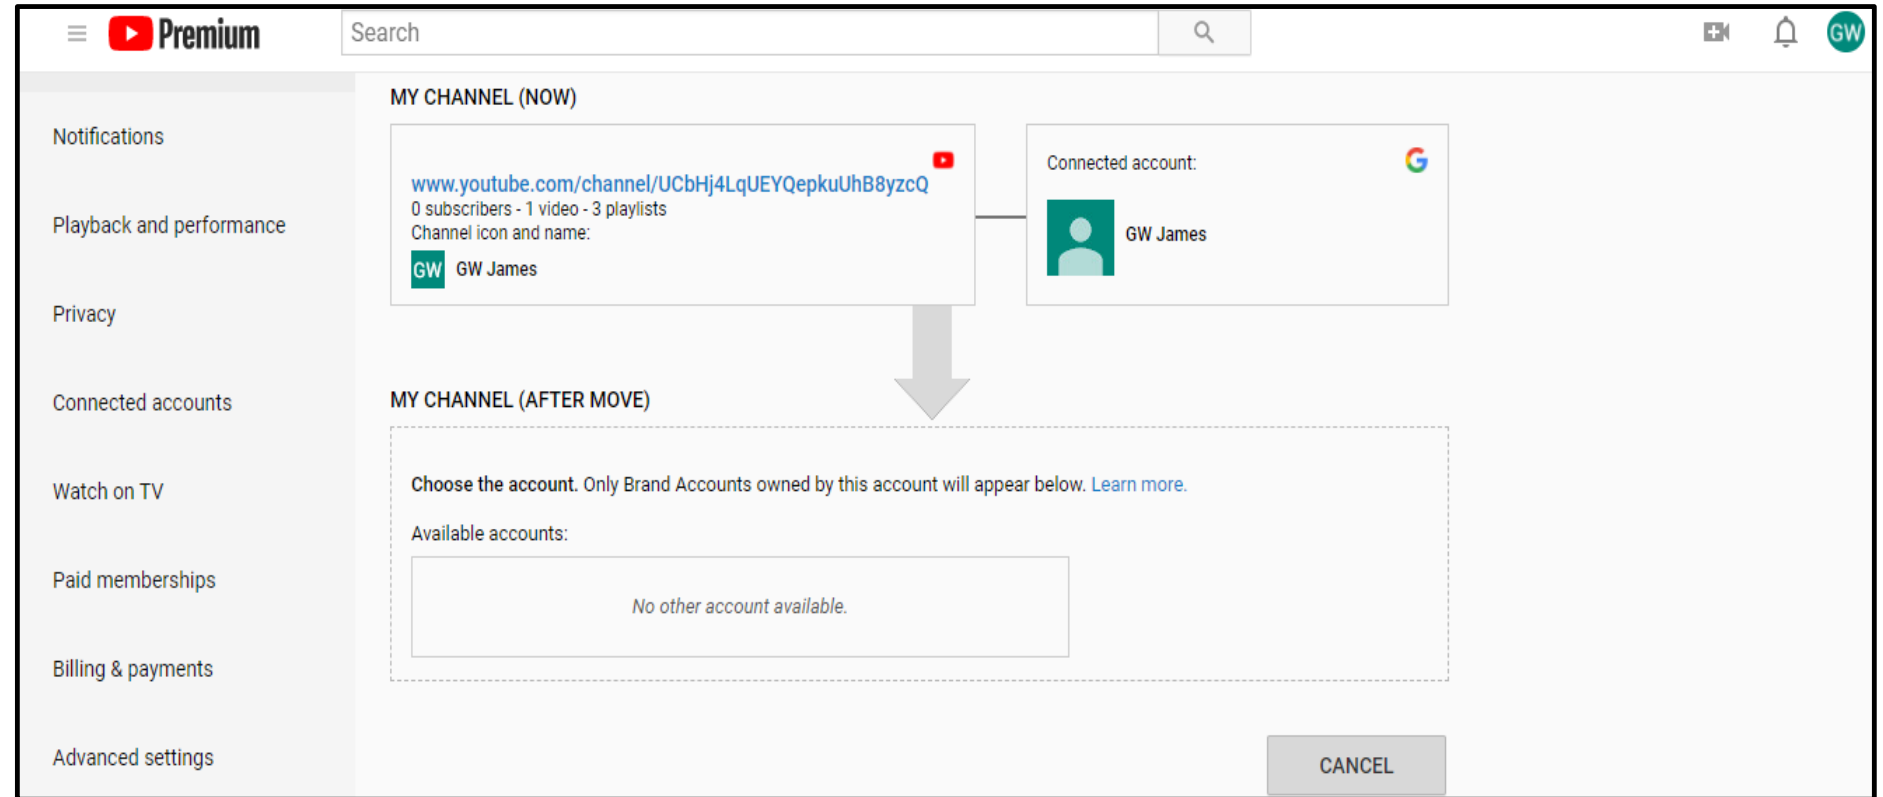 Premium
Search
GW
Notifications
Playback and performance
Privacy
Connected accounts
Watch on TV
Paid memberships
Billing & payments
Advanced settings
MY CHANNEL (NOW)
www.youtube.com/channel/UCbHj4LqUEYQepkuUhB8yzcQ
0 subscribers - 1 video - 3 playlists
Channel icon and name:
GW GW James
Connected account:
G
GW James
MY CHANNEL (AFTER MOVE)
Choose the account. Only Brand Accounts owned by this account will appear below. Learn more.
Available accounts:
No other account available.
CANCEL